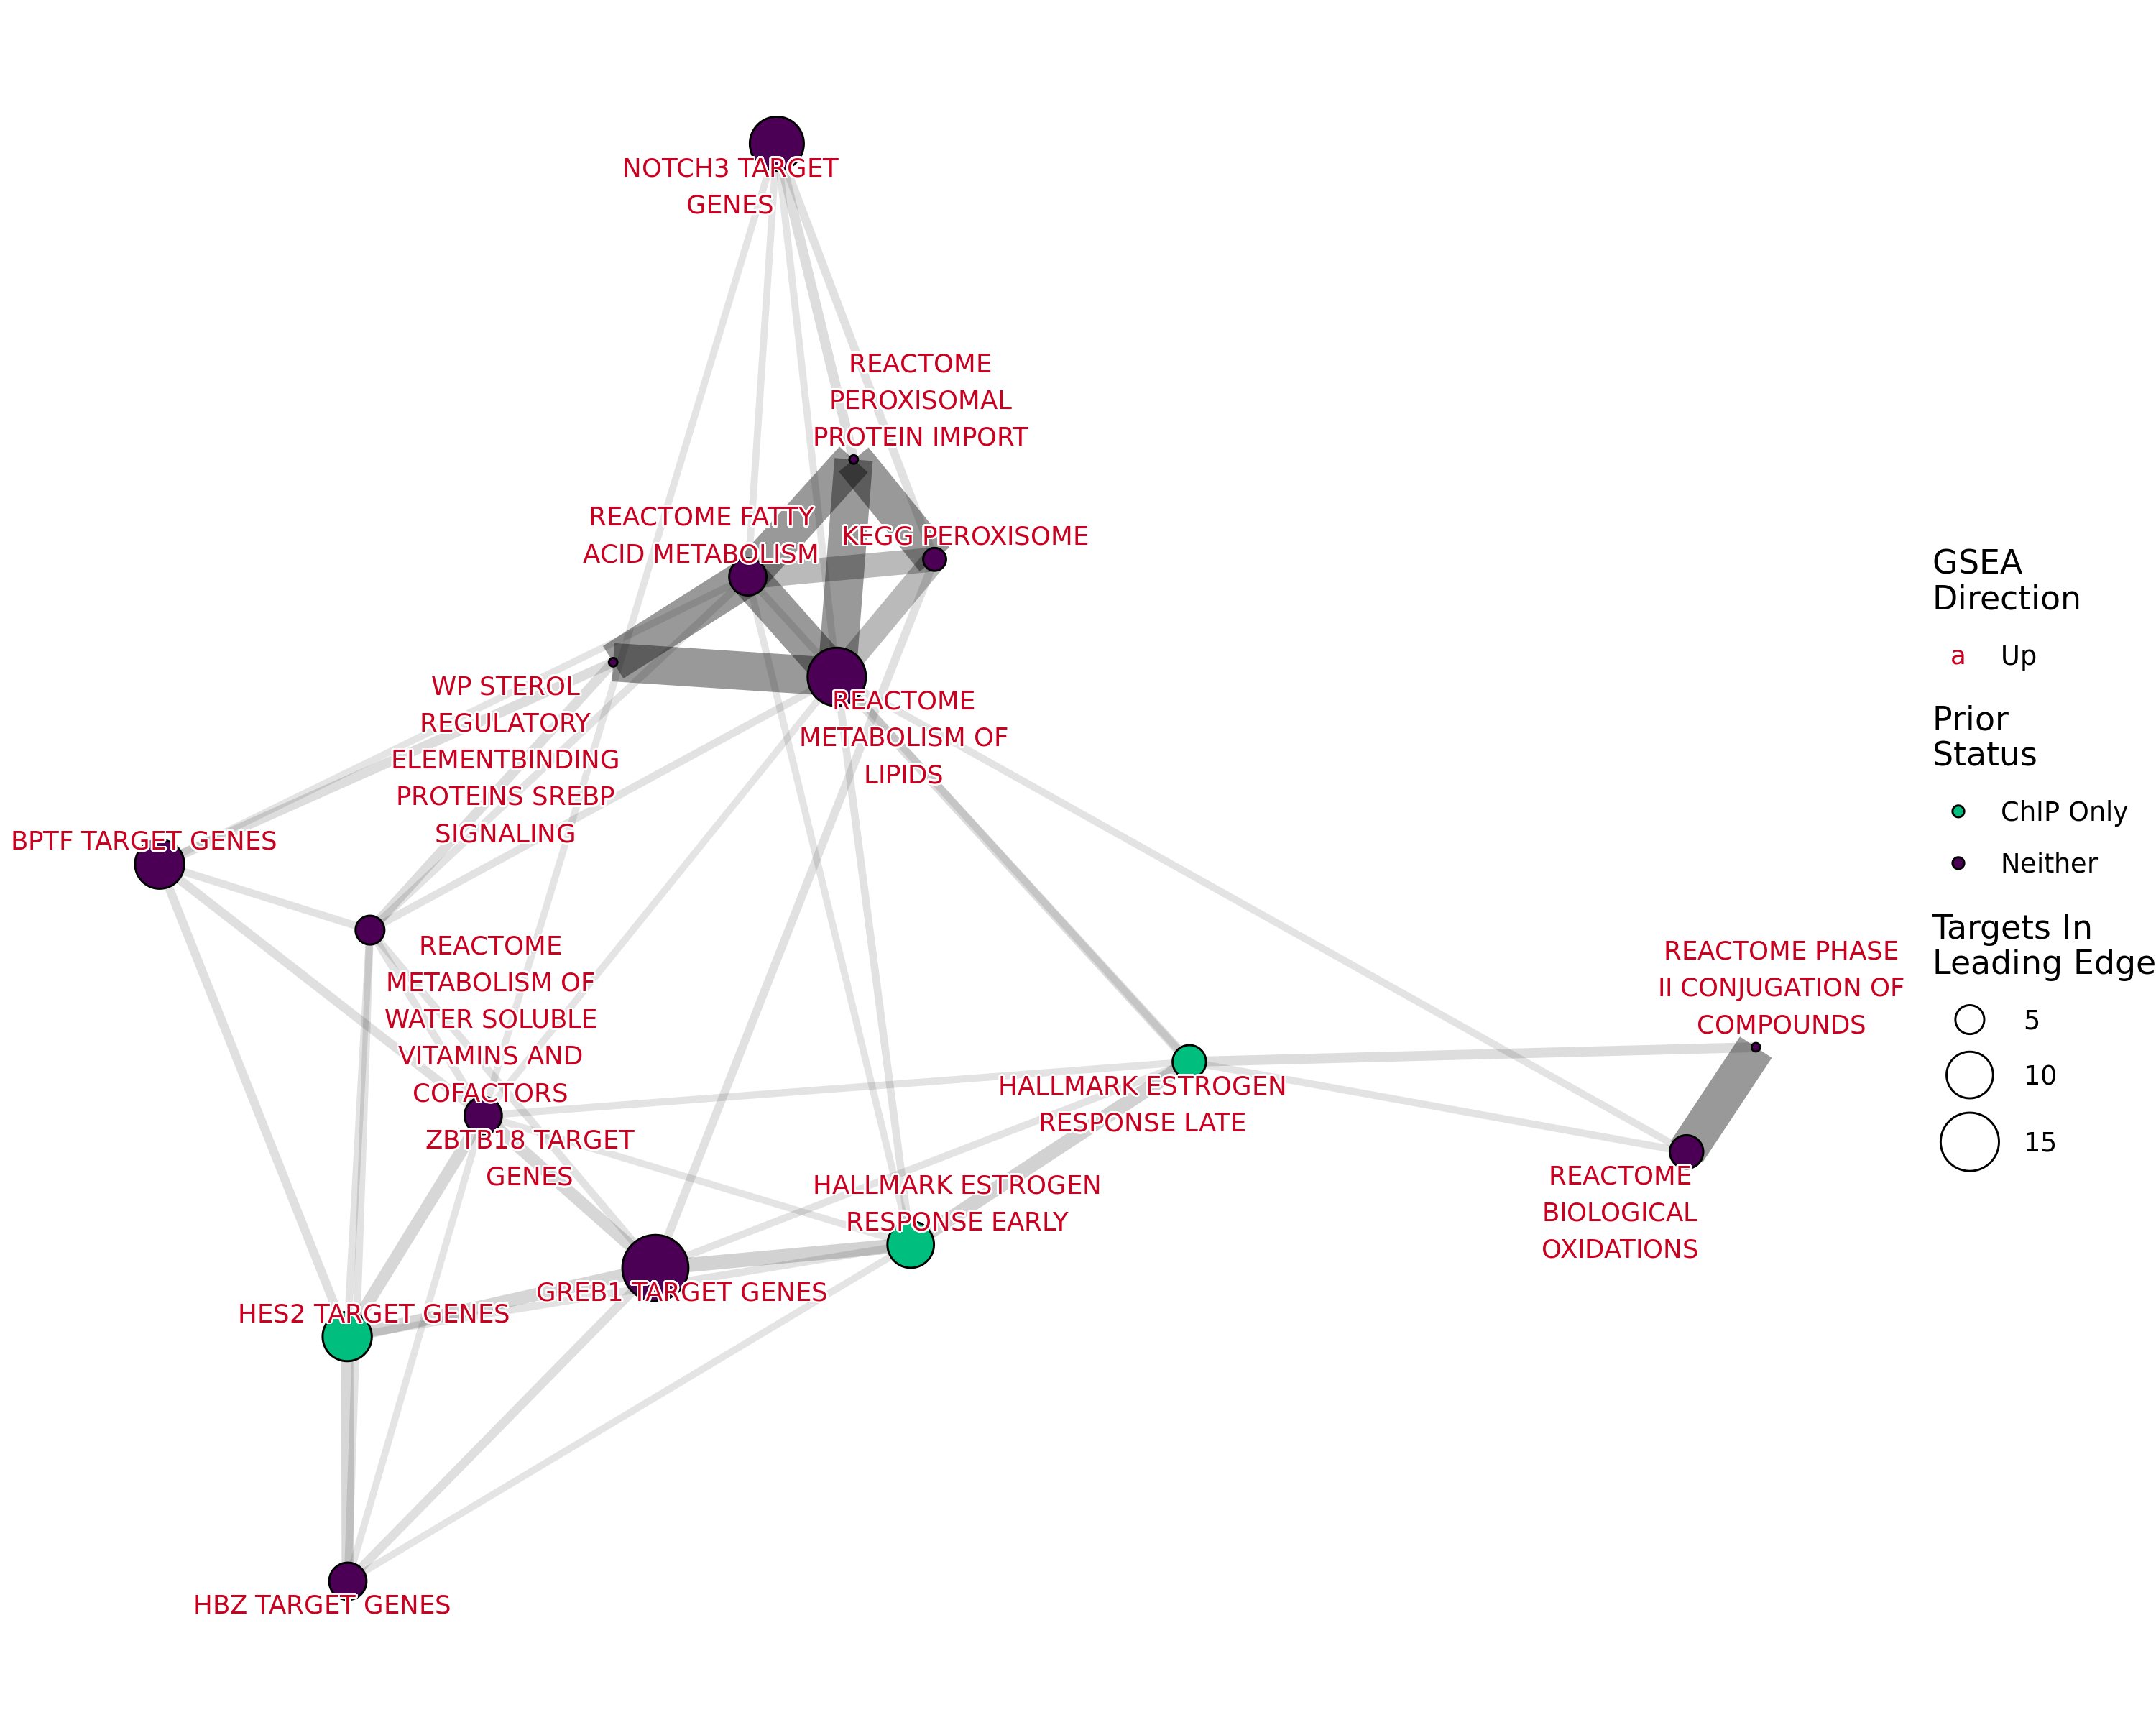 NOTCH3 TARGET
GENES
REACTOME
PEROXISOMAL
PROTEIN IMPORT
REACTOME FATTY
ACID METABOLISM
KEGG PEROXISOME
WP STEROL
REGULATORY
ELEMENTBINDING
PROTEINS SREBP
SIGNALING
REACTOME
METABOLISM OF
LIPIDS
BPTF TARGET GENES
REACTOME
METABOLISM OF
WATER SOLUBLE
VITAMINS AND
COFACTORS
ZBTB18 TARGET
GENES
HALLMARK ESTROGEN
RESPONSE LATE
HALLMARK ESTROGEN
RESPONSE EARLY
REACTOME PHASE
II CONJUGATION OF
COMPOUNDS
REACTOME
BIOLOGICAL
OXIDATIONS
GREB1 TARGET GENES
HES2 TARGET GENES
HBZ TARGET GENES
GSEA
Direction
a Up
Prior
Status
ChIP Only
Neither
Targets In
Leading Edge
5
10
15